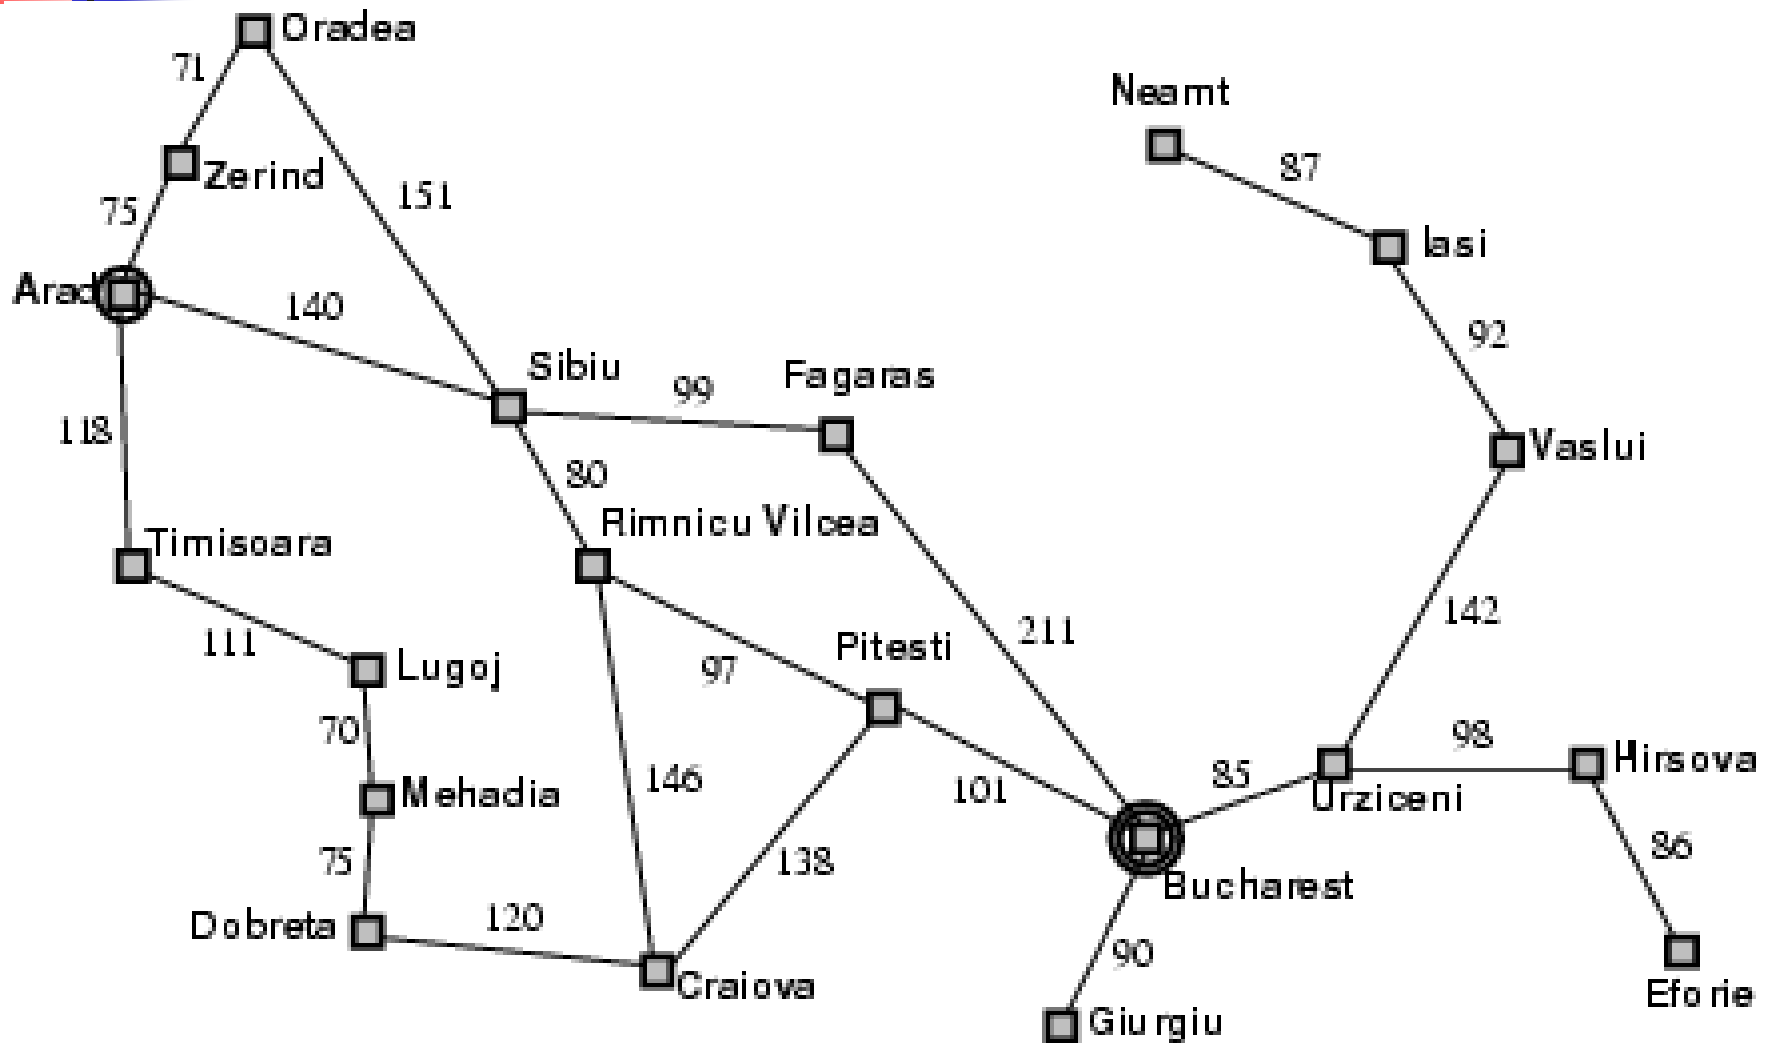 Oradea
71
Neamt
87
Zerind
151
75
Iasi
Arad
140
92
Sibiu
99
Fagaras
118
80
Vaslui
Rimnicu Vilcea
Timisoara
142
211
111
Lugoj
97
Pitesti
70
98
Hirsova
146
85
Mehadia
101
Urziceni
75
138
86
Bucharest
Dobreta
120
90
Craiova
Eforie
Giurgiu